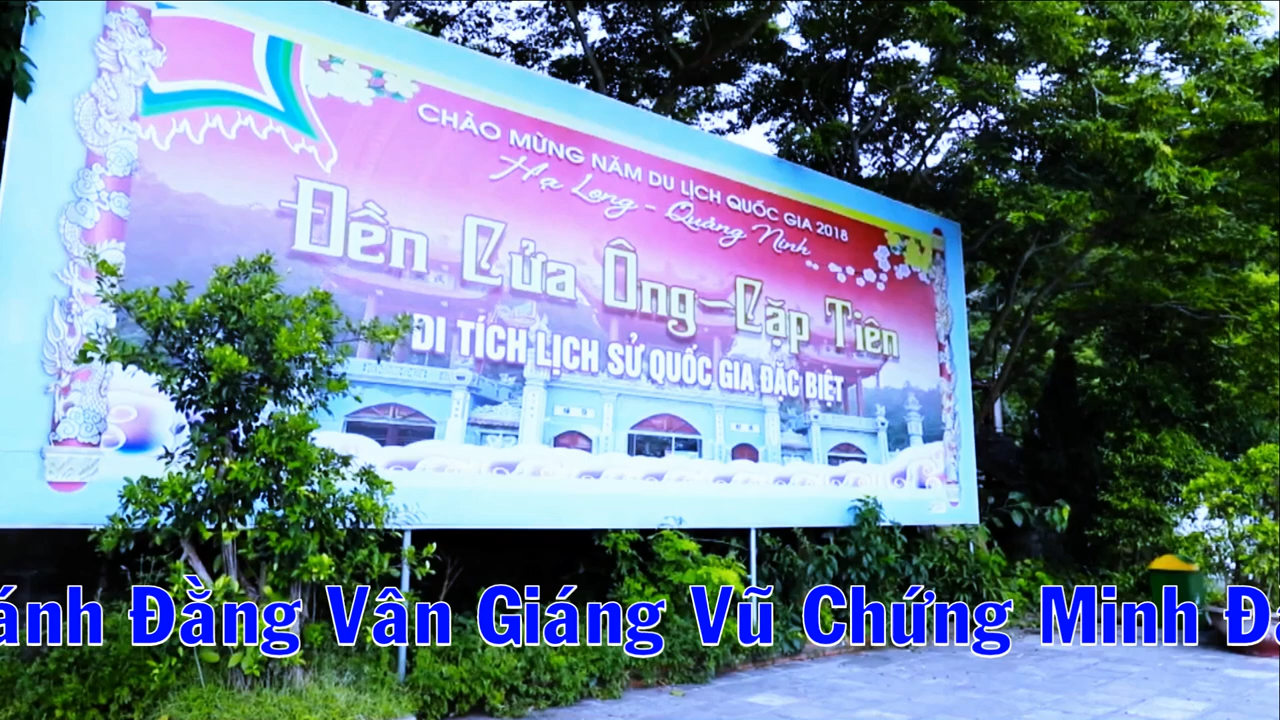 CHÀO MỪNG NĂM DU LỊCH QUỐC GIA 2018
Hạ Long - Quảng Ninh
Đền Cửa Ông-Cặp Tiên
DI TÍCH LỊCH SỬ QUỐC GIA ĐẶC BIỆT
Đằng Vân Giáng Vũ Chứng Minh